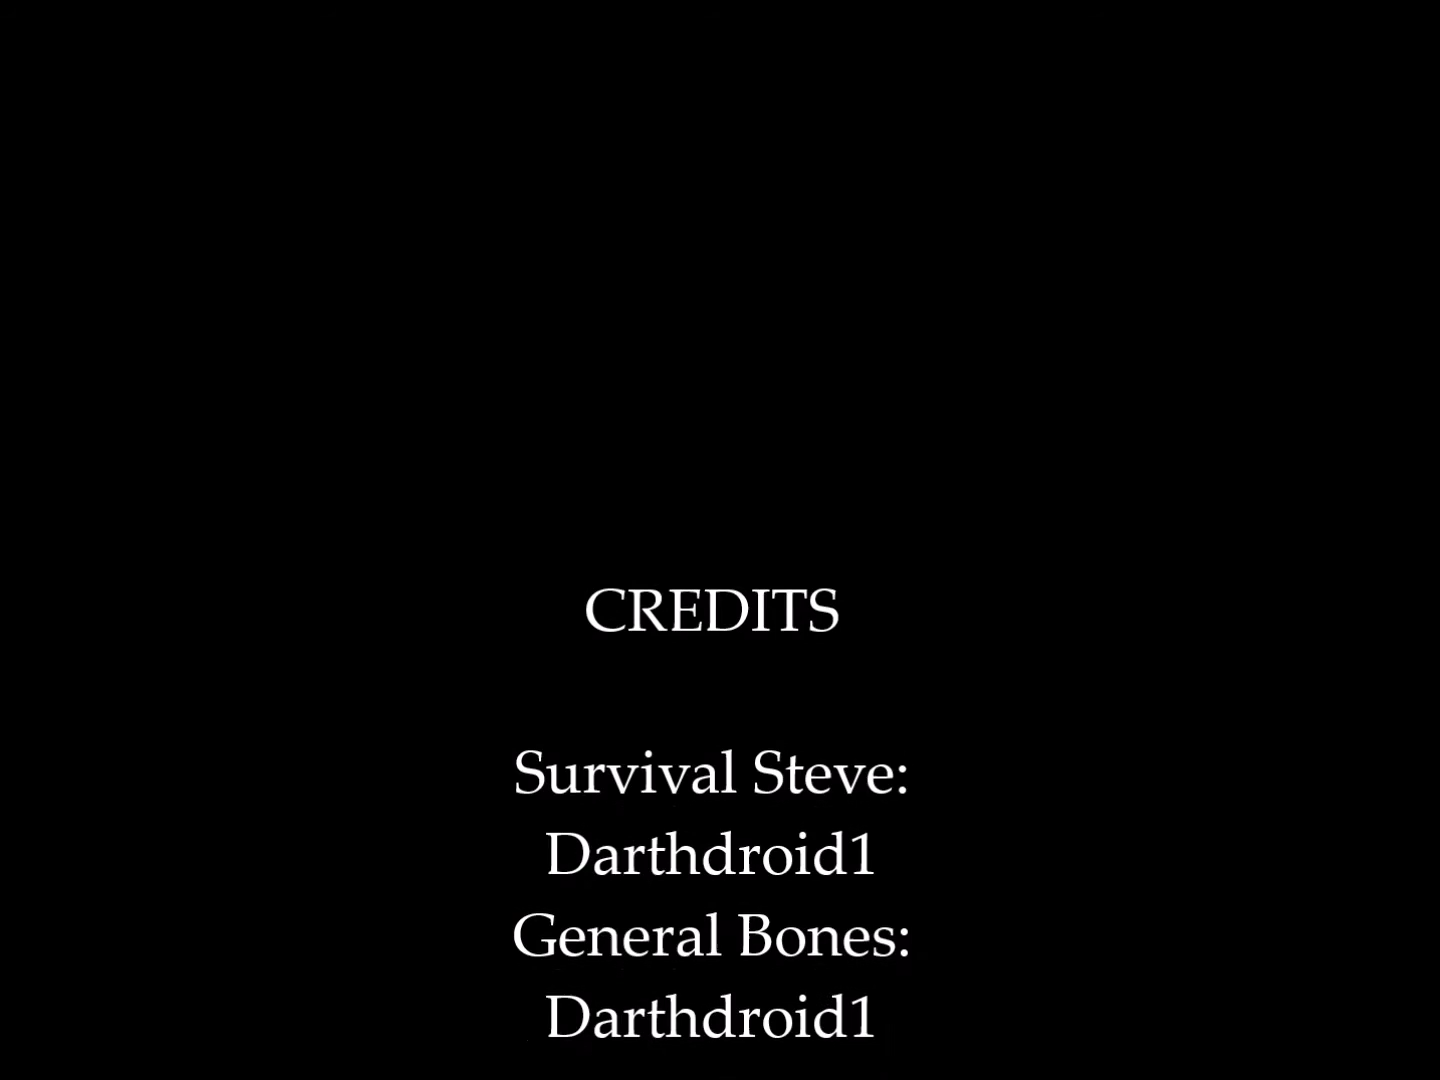 CREDITS
Survival Steve:
Darthdroid1
General Bones:
Darthdroid1